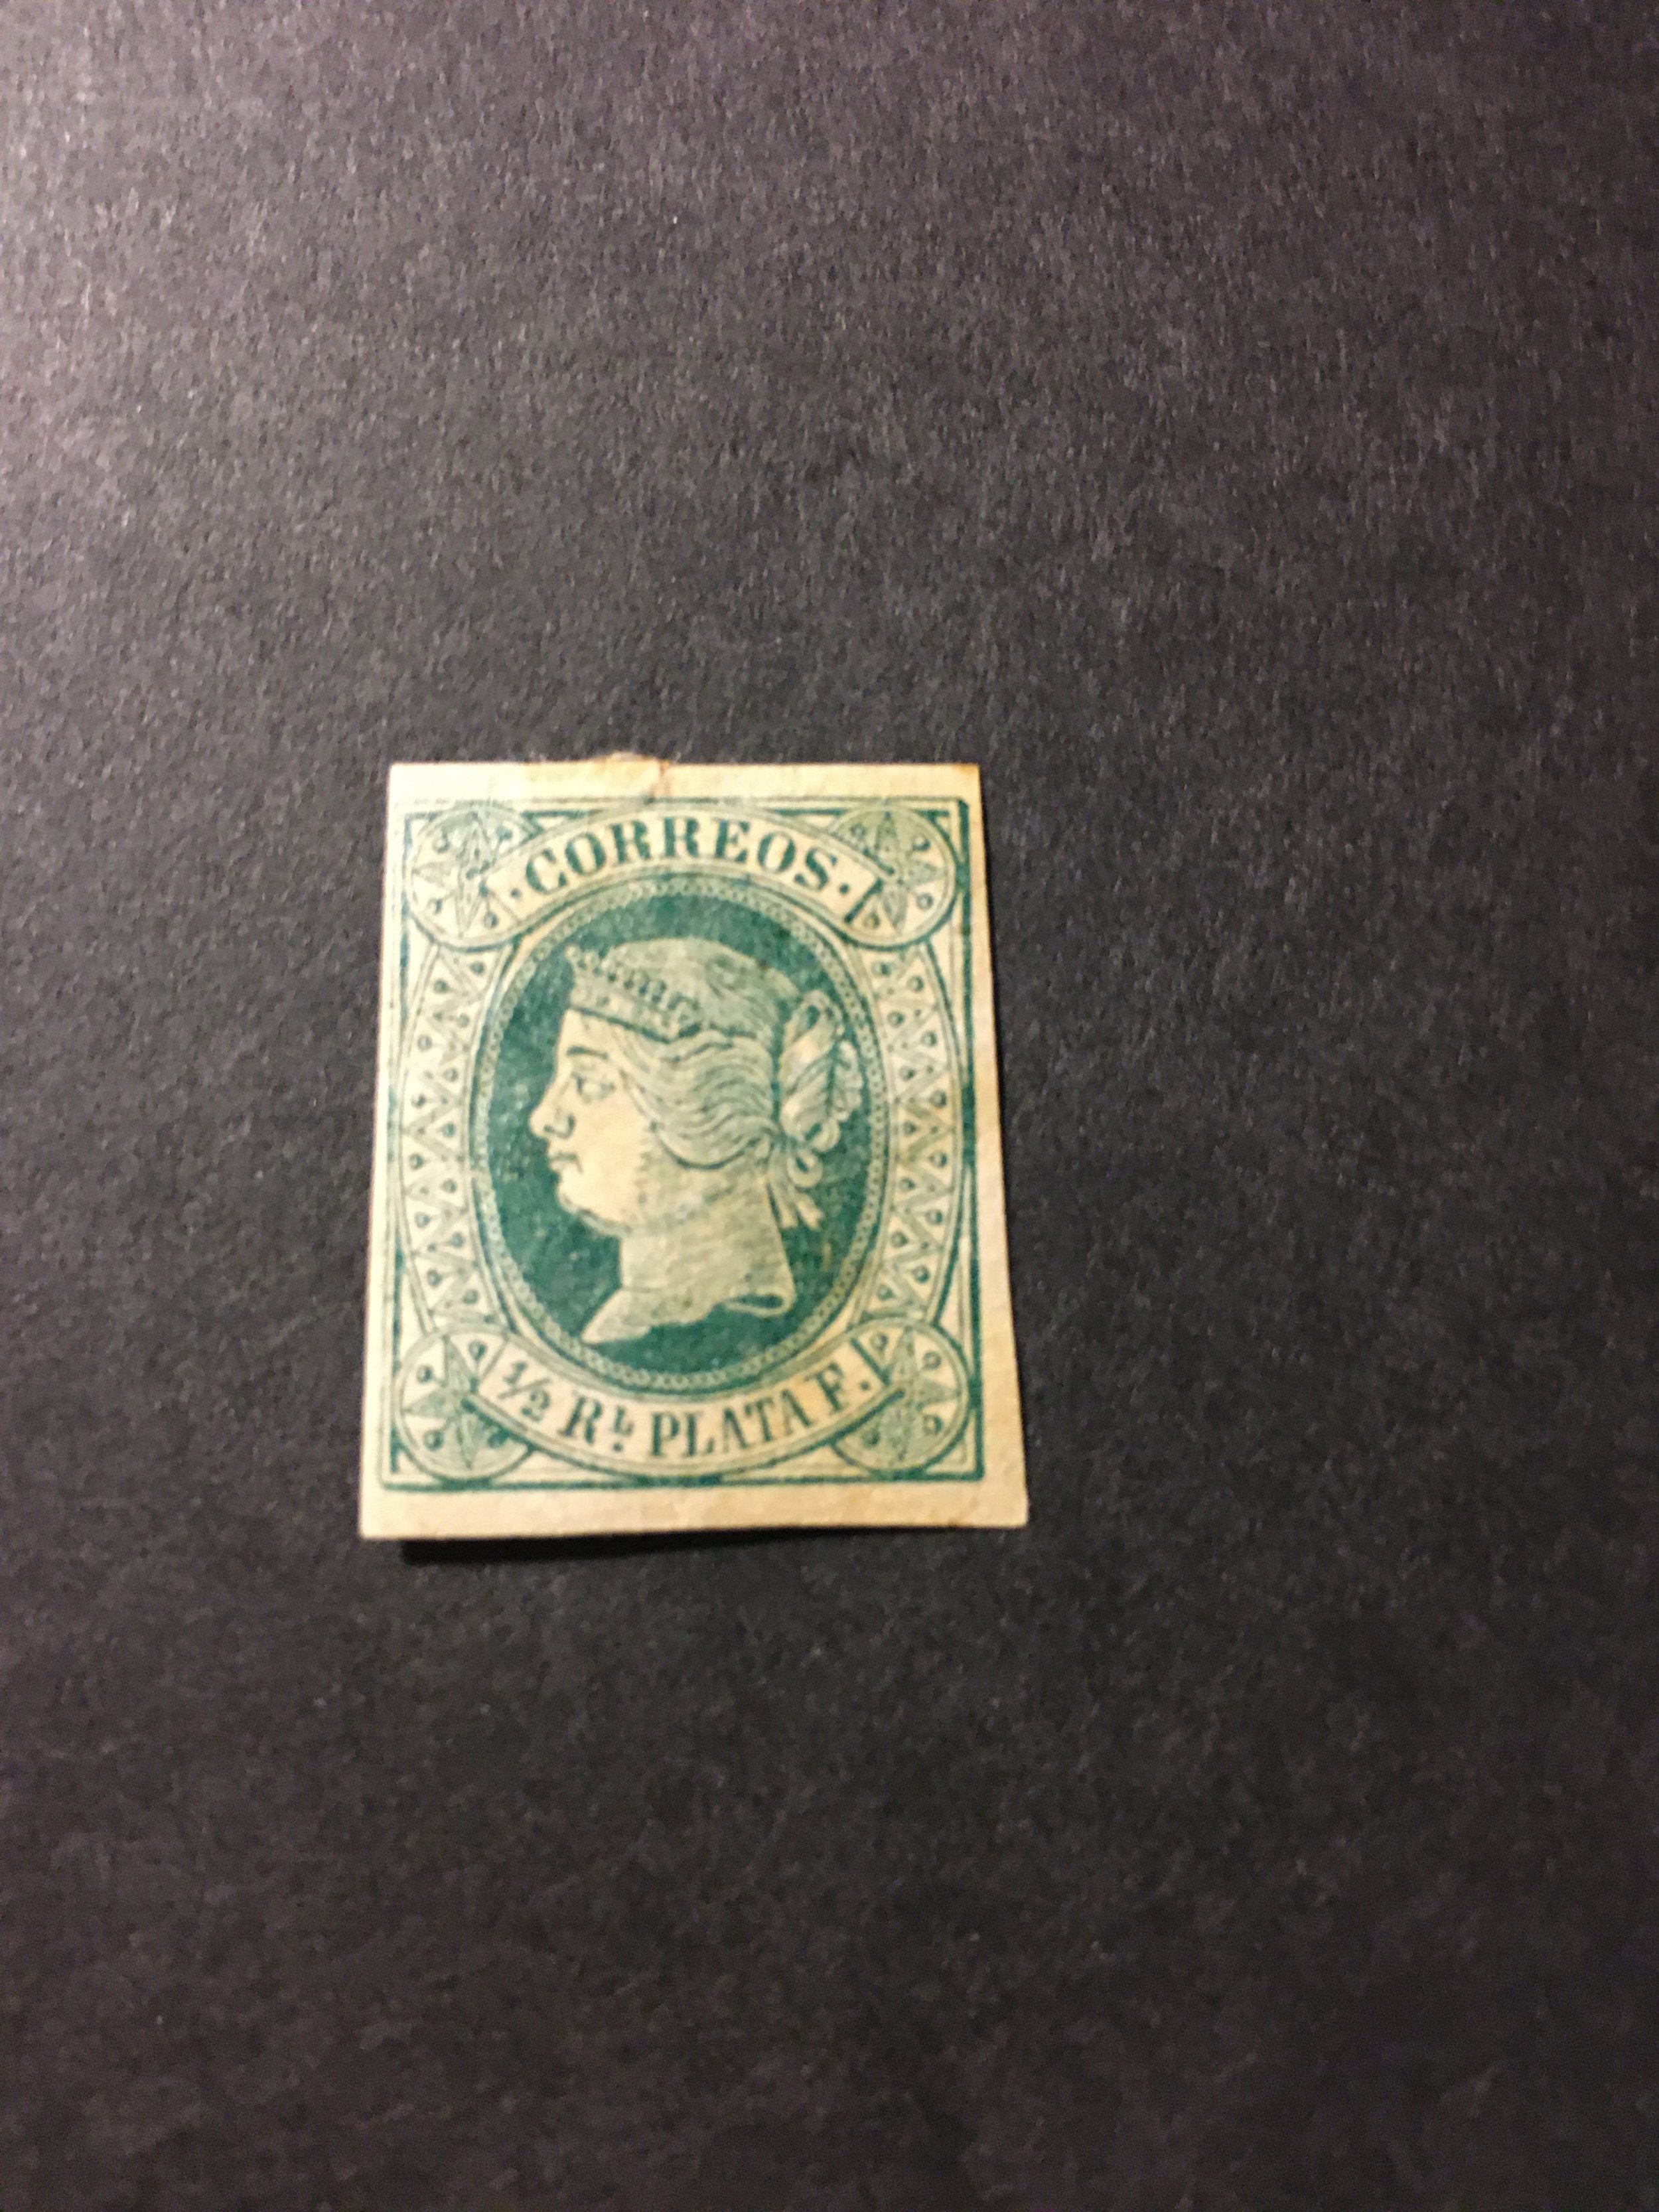 ·CORREOS·
1/2 RL. PLATA F.